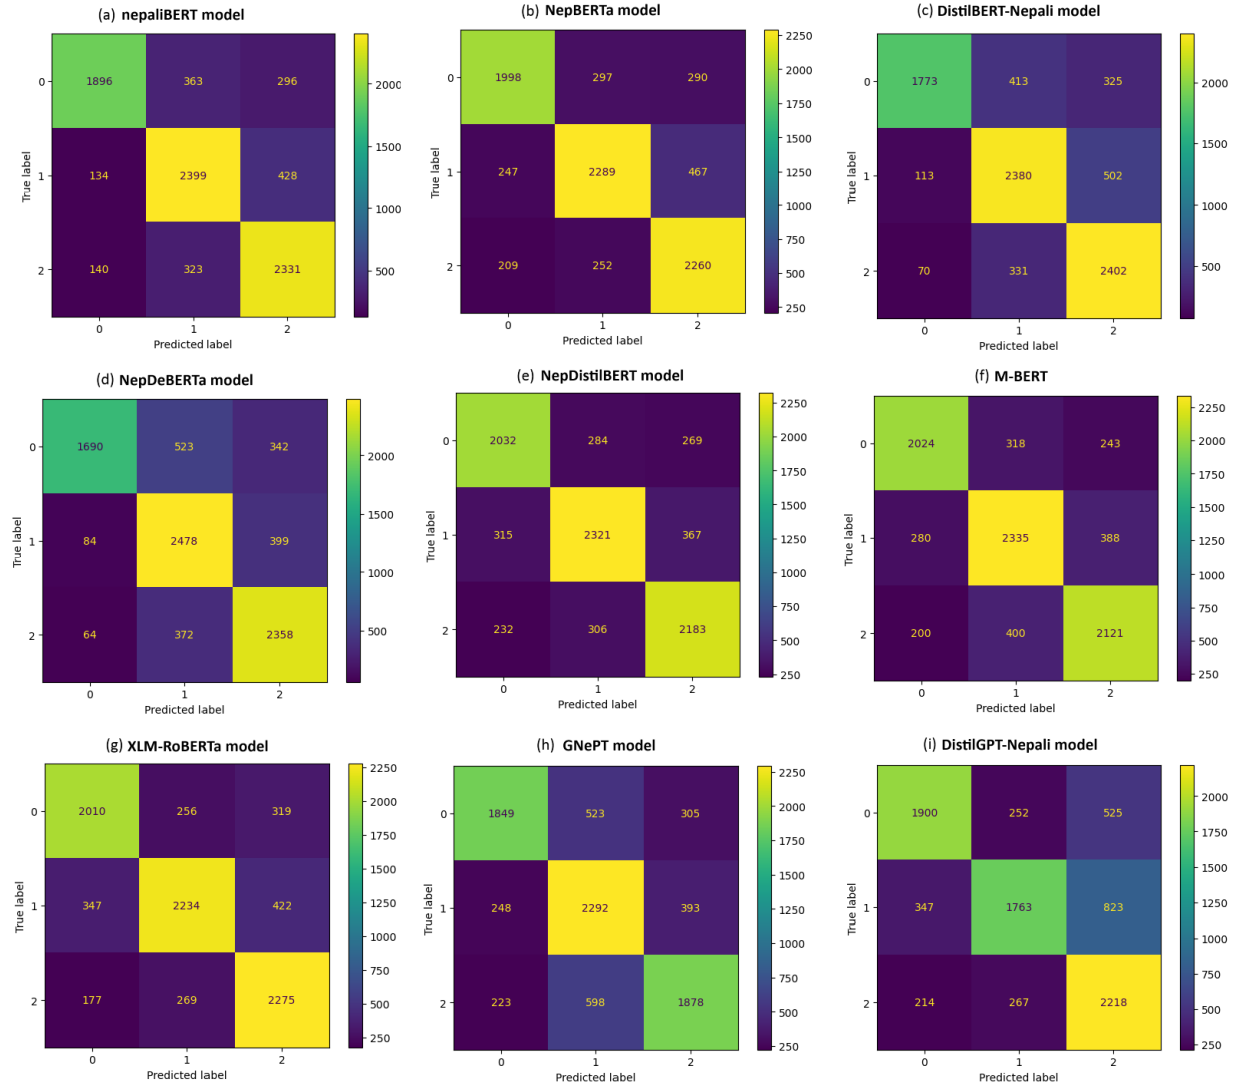 (a) nepaliBERT model
0 1896 363 296
1 134 2399 428
2 140 323 2331
0 1 2
True label
Predicted label
2000
1500
1000
500
(b) NepBERTa model
0 1998 297 290
1 247 2289 467
2 209 252 2260
0 1 2
True label
Predicted label
2250
2000
1750
1500
1250
1000
750
500
250
(c) DistilBERT-Nepali model
0 1773 413 325
1 113 2380 502
2 70 331 2402
0 1 2
True label
Predicted label
2000
1500
1000
500
(d) NepDeBERTa model
0 1690 523 342
1 84 2478 399
2 64 372 2358
0 1 2
True label
Predicted label
2000
1500
1000
500
(e) NepDistilBERT model
0 2032 284 269
1 315 2321 367
2 232 306 2183
0 1 2
True label
Predicted label
2250
2000
1750
1500
1250
1000
750
500
250
(f) M-BERT
0 2024 318 243
1 280 2335 388
2 200 400 2121
0 1 2
True label
Predicted label
2250
2000
1750
1500
1250
1000
750
500
250
(g) XLM-RoBERTa model
0 2010 256 319
1 347 2234 422
2 177 269 2275
0 1 2
True label
Predicted label
2250
2000
1750
1500
1250
1000
750
500
250
(h) GNePT model
0 1849 523 305
1 248 2292 393
2 223 598 1878
0 1 2
True label
Predicted label
2250
2000
1750
1500
1250
1000
750
500
250
(i) DistilGPT-Nepali model
0 1900 252 525
1 347 1763 823
2 214 267 2218
0 1 2
True label
Predicted label
2000
1750
1500
1250
1000
750
500
250